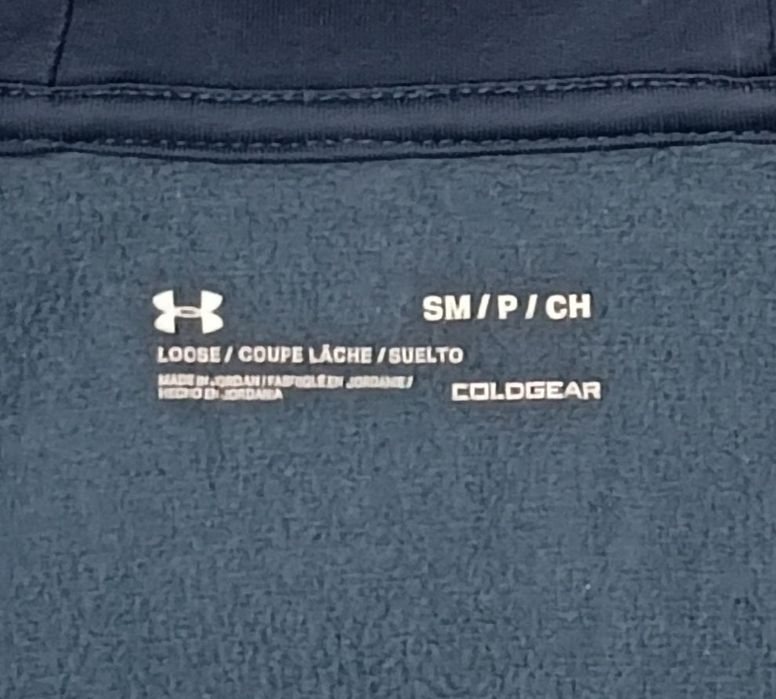 SM / P / CH
LOOSE / COUPE LÂCHE / SUELTO
MADE IN JORDAN / FABRIQUÉ EN JORDANIE /
HECHO EN JORDANIA
COLDGEAR